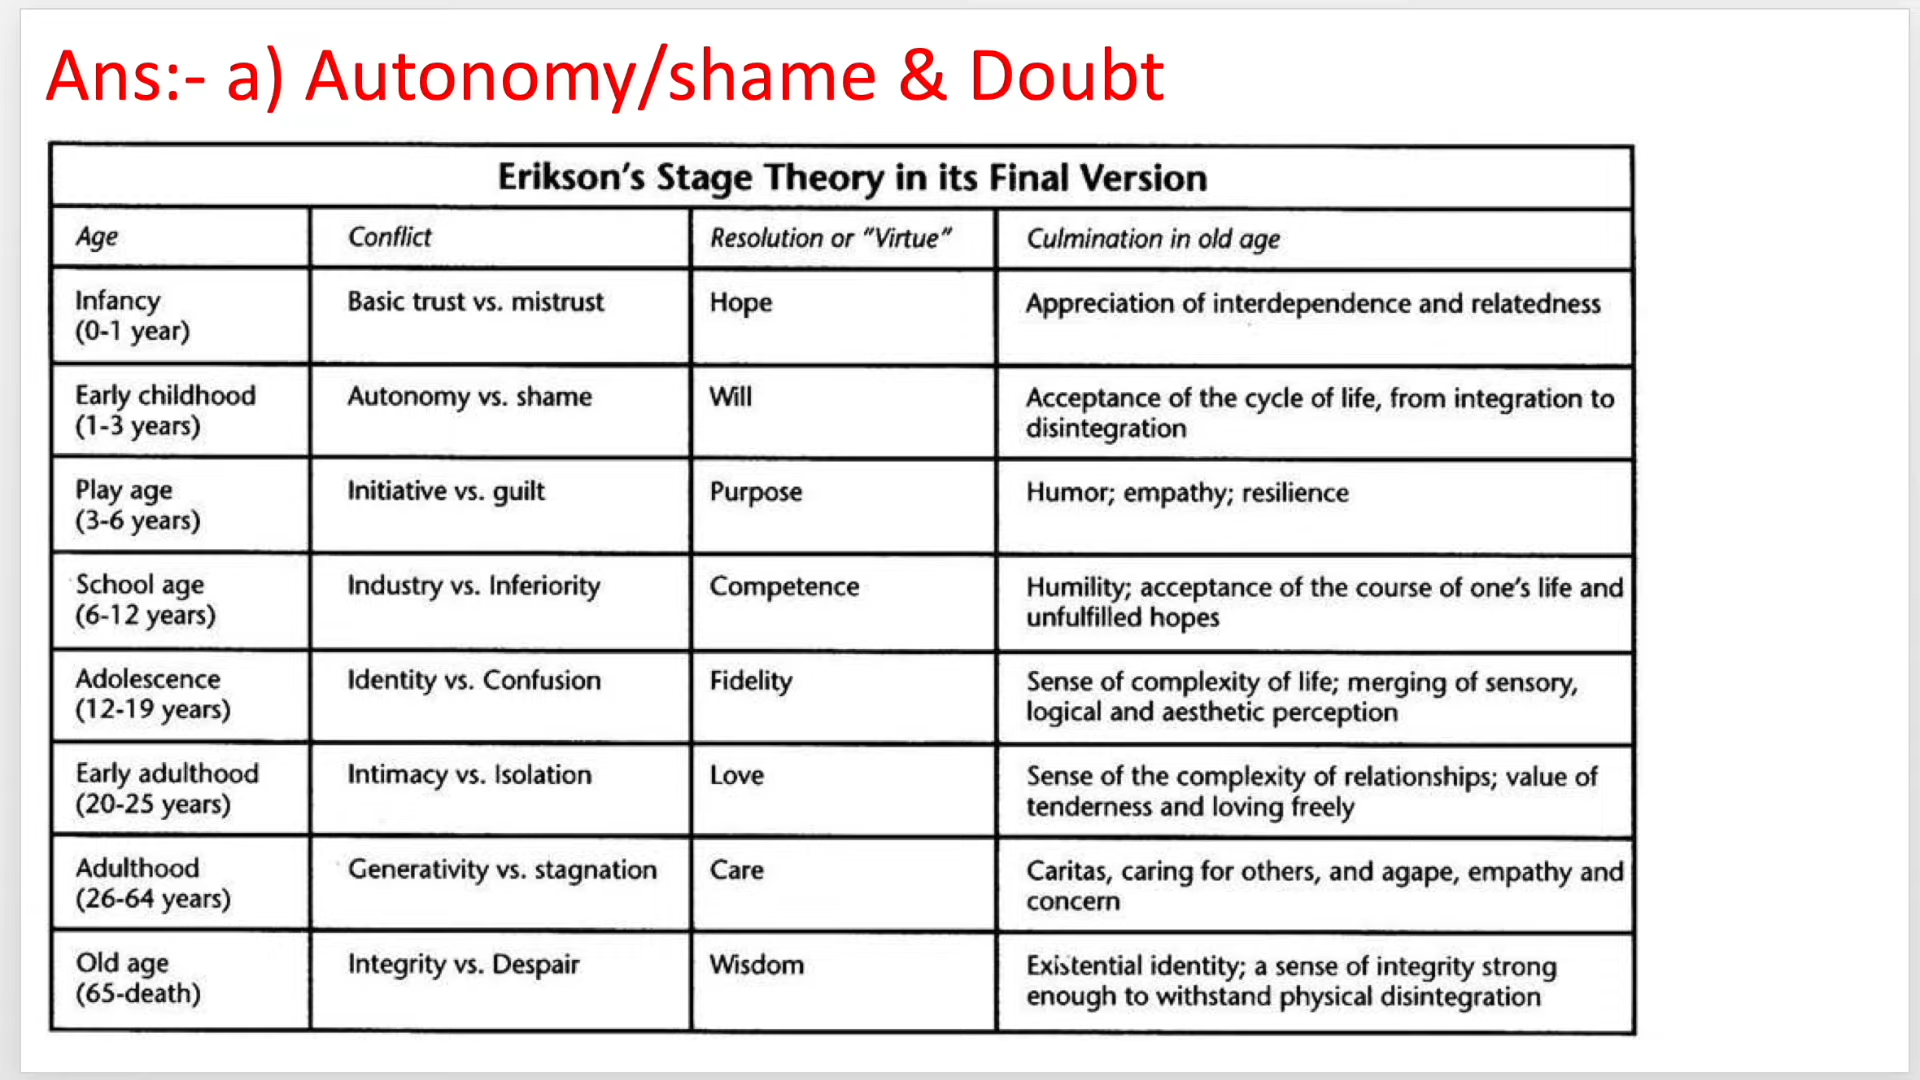 Ans:- a) Autonomy/shame & Doubt
Erikson's Stage Theory in its Final Version
Age
Conflict
Resolution or "Virtue"
Culmination in old age
Infancy
(0-1 year)
Basic trust vs. mistrust
Hope
Appreciation of interdependence and relatedness
Early childhood
(1-3 years)
Autonomy vs. shame
Will
Acceptance of the cycle of life, from integration to
disintegration
Play age
(3-6 years)
Initiative vs. guilt
Purpose
Humor; empathy; resilience
School age
(6-12 years)
Industry vs. Inferiority
Competence
Humility; acceptance of the course of one's life and
unfulfilled hopes
Adolescence
(12-19 years)
Identity vs. Confusion
Fidelity
Sense of complexity of life; merging of sensory,
logical and aesthetic perception
Early adulthood
(20-25 years)
Intimacy vs. Isolation
Love
Sense of the complexity of relationships; value of
tenderness and loving freely
Adulthood
(26-64 years)
Generativity vs. stagnation
Care
Caritas, caring for others, and agape, empathy and
concern
Old age
(65-death)
Integrity vs. Despair
Wisdom
Existential identity; a sense of integrity strong
enough to withstand physical disintegration